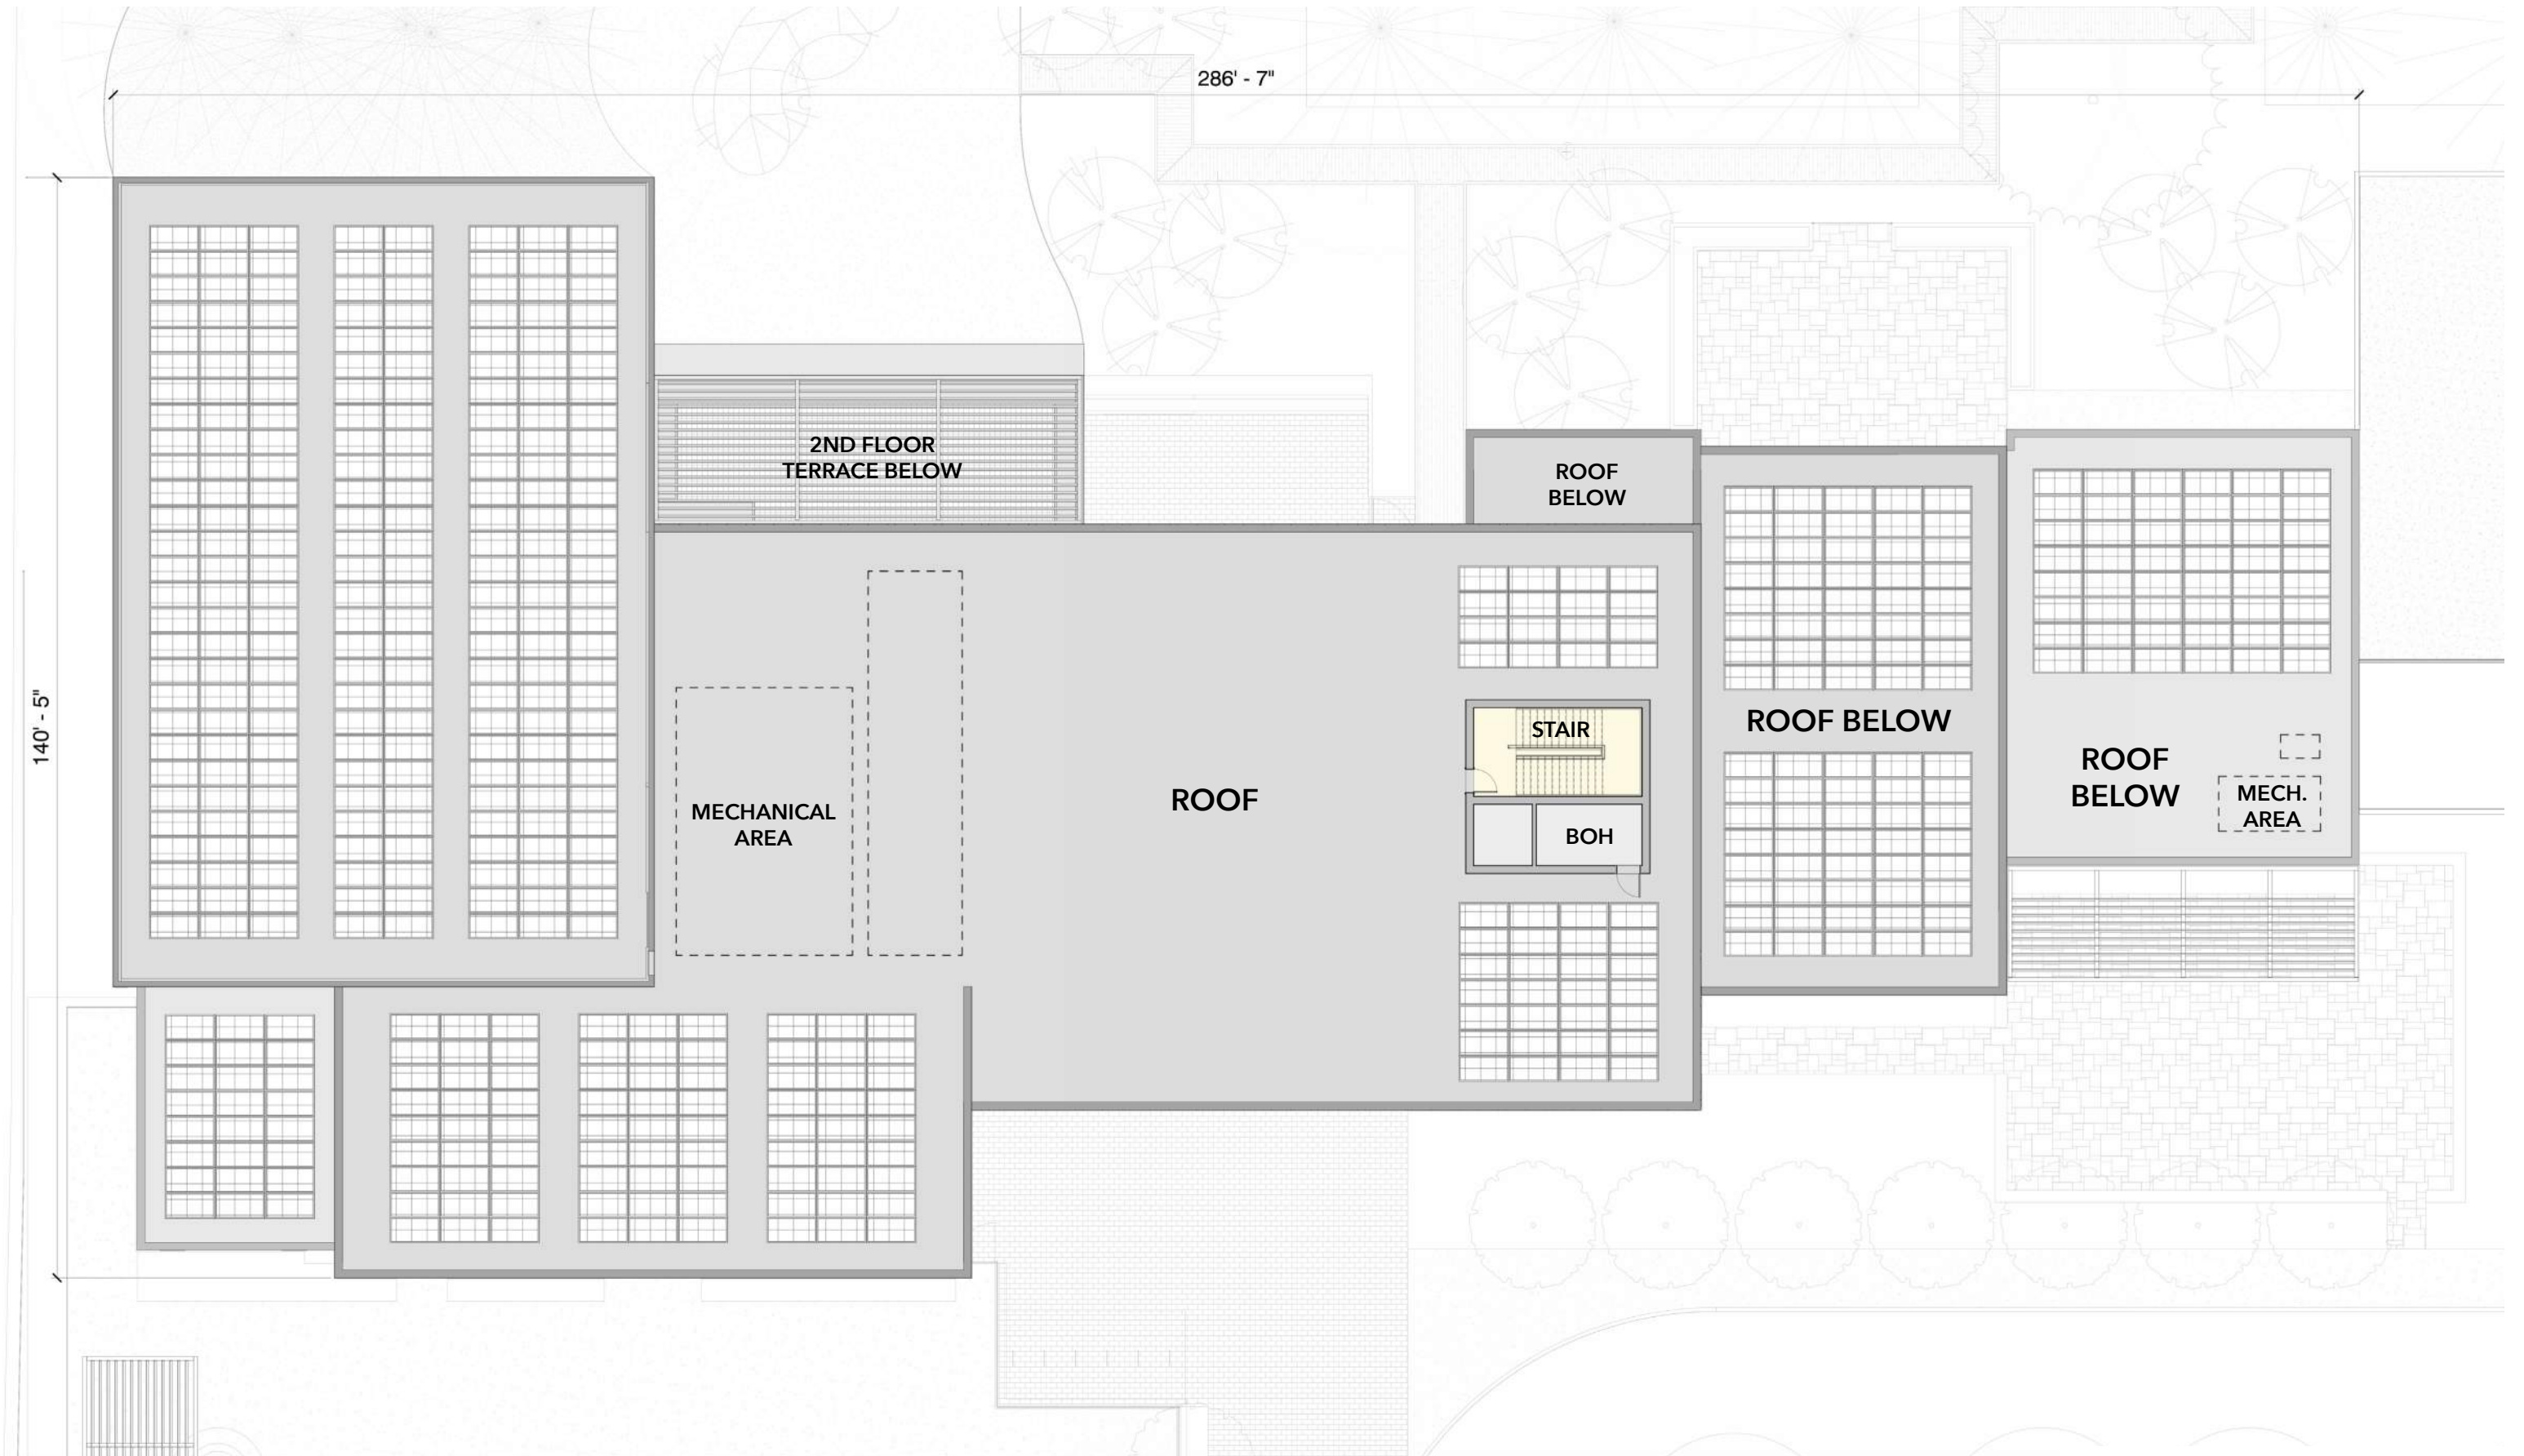 286' - 7"
2ND FLOOR
TERRACE BELOW
ROOF
BELOW
140' - 5"
STAIR
ROOF BELOW
ROOF
BELOW
MECH.
AREA
MECHANICAL
AREA
ROOF
BOH